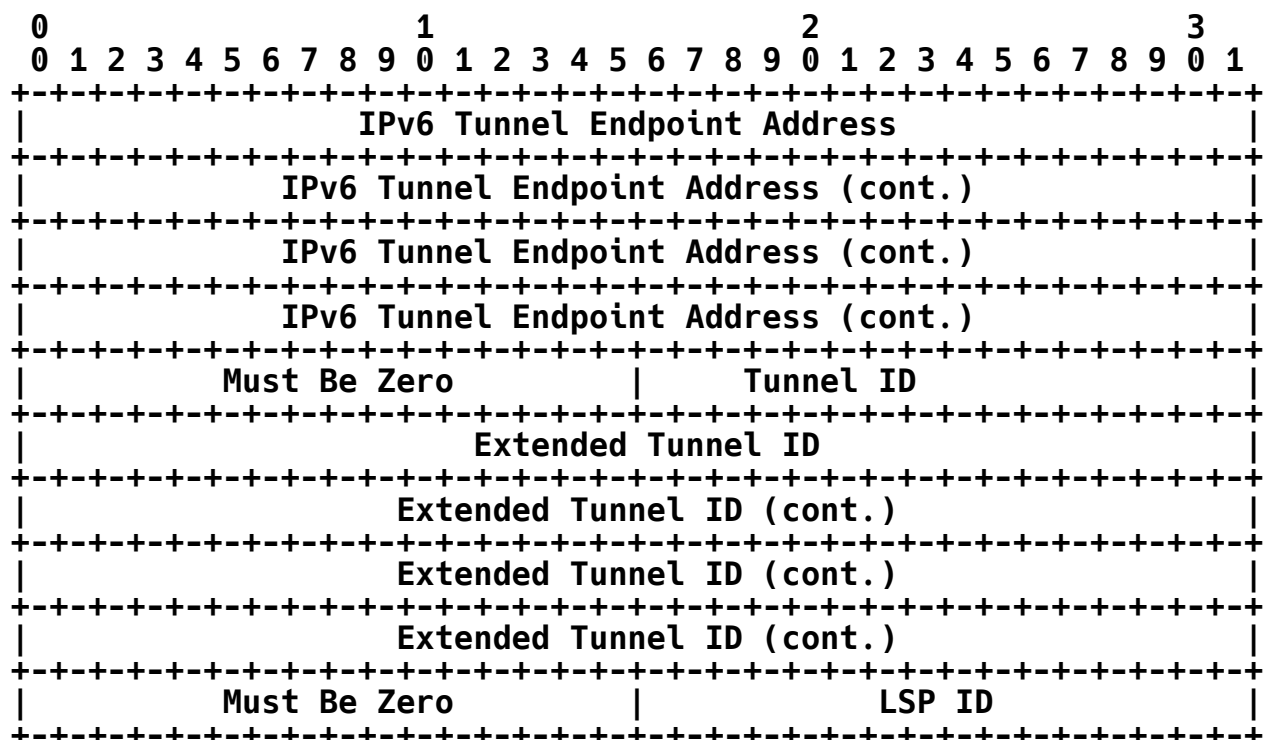 0                   1                   2                   3
 0 1 2 3 4 5 6 7 8 9 0 1 2 3 4 5 6 7 8 9 0 1 2 3 4 5 6 7 8 9 0 1
+-+-+-+-+-+-+-+-+-+-+-+-+-+-+-+-+-+-+-+-+-+-+-+-+-+-+-+-+-+-+-+-+
|                 IPv6 Tunnel Endpoint Address                  |
+-+-+-+-+-+-+-+-+-+-+-+-+-+-+-+-+-+-+-+-+-+-+-+-+-+-+-+-+-+-+-+-+
|             IPv6 Tunnel Endpoint Address (cont.)              |
+-+-+-+-+-+-+-+-+-+-+-+-+-+-+-+-+-+-+-+-+-+-+-+-+-+-+-+-+-+-+-+-+
|             IPv6 Tunnel Endpoint Address (cont.)              |
+-+-+-+-+-+-+-+-+-+-+-+-+-+-+-+-+-+-+-+-+-+-+-+-+-+-+-+-+-+-+-+-+
|             IPv6 Tunnel Endpoint Address (cont.)              |
+-+-+-+-+-+-+-+-+-+-+-+-+-+-+-+-+-+-+-+-+-+-+-+-+-+-+-+-+-+-+-+-+
|          Must Be Zero         |     Tunnel ID                 |
+-+-+-+-+-+-+-+-+-+-+-+-+-+-+-+-+-+-+-+-+-+-+-+-+-+-+-+-+-+-+-+-+
|                       Extended Tunnel ID                      |
+-+-+-+-+-+-+-+-+-+-+-+-+-+-+-+-+-+-+-+-+-+-+-+-+-+-+-+-+-+-+-+-+
|                   Extended Tunnel ID (cont.)                  |
+-+-+-+-+-+-+-+-+-+-+-+-+-+-+-+-+-+-+-+-+-+-+-+-+-+-+-+-+-+-+-+-+
|                   Extended Tunnel ID (cont.)                  |
+-+-+-+-+-+-+-+-+-+-+-+-+-+-+-+-+-+-+-+-+-+-+-+-+-+-+-+-+-+-+-+-+
|                   Extended Tunnel ID (cont.)                  |
+-+-+-+-+-+-+-+-+-+-+-+-+-+-+-+-+-+-+-+-+-+-+-+-+-+-+-+-+-+-+-+-+
|          Must Be Zero         |            LSP ID             |
+-+-+-+-+-+-+-+-+-+-+-+-+-+-+-+-+-+-+-+-+-+-+-+-+-+-+-+-+-+-+-+-+